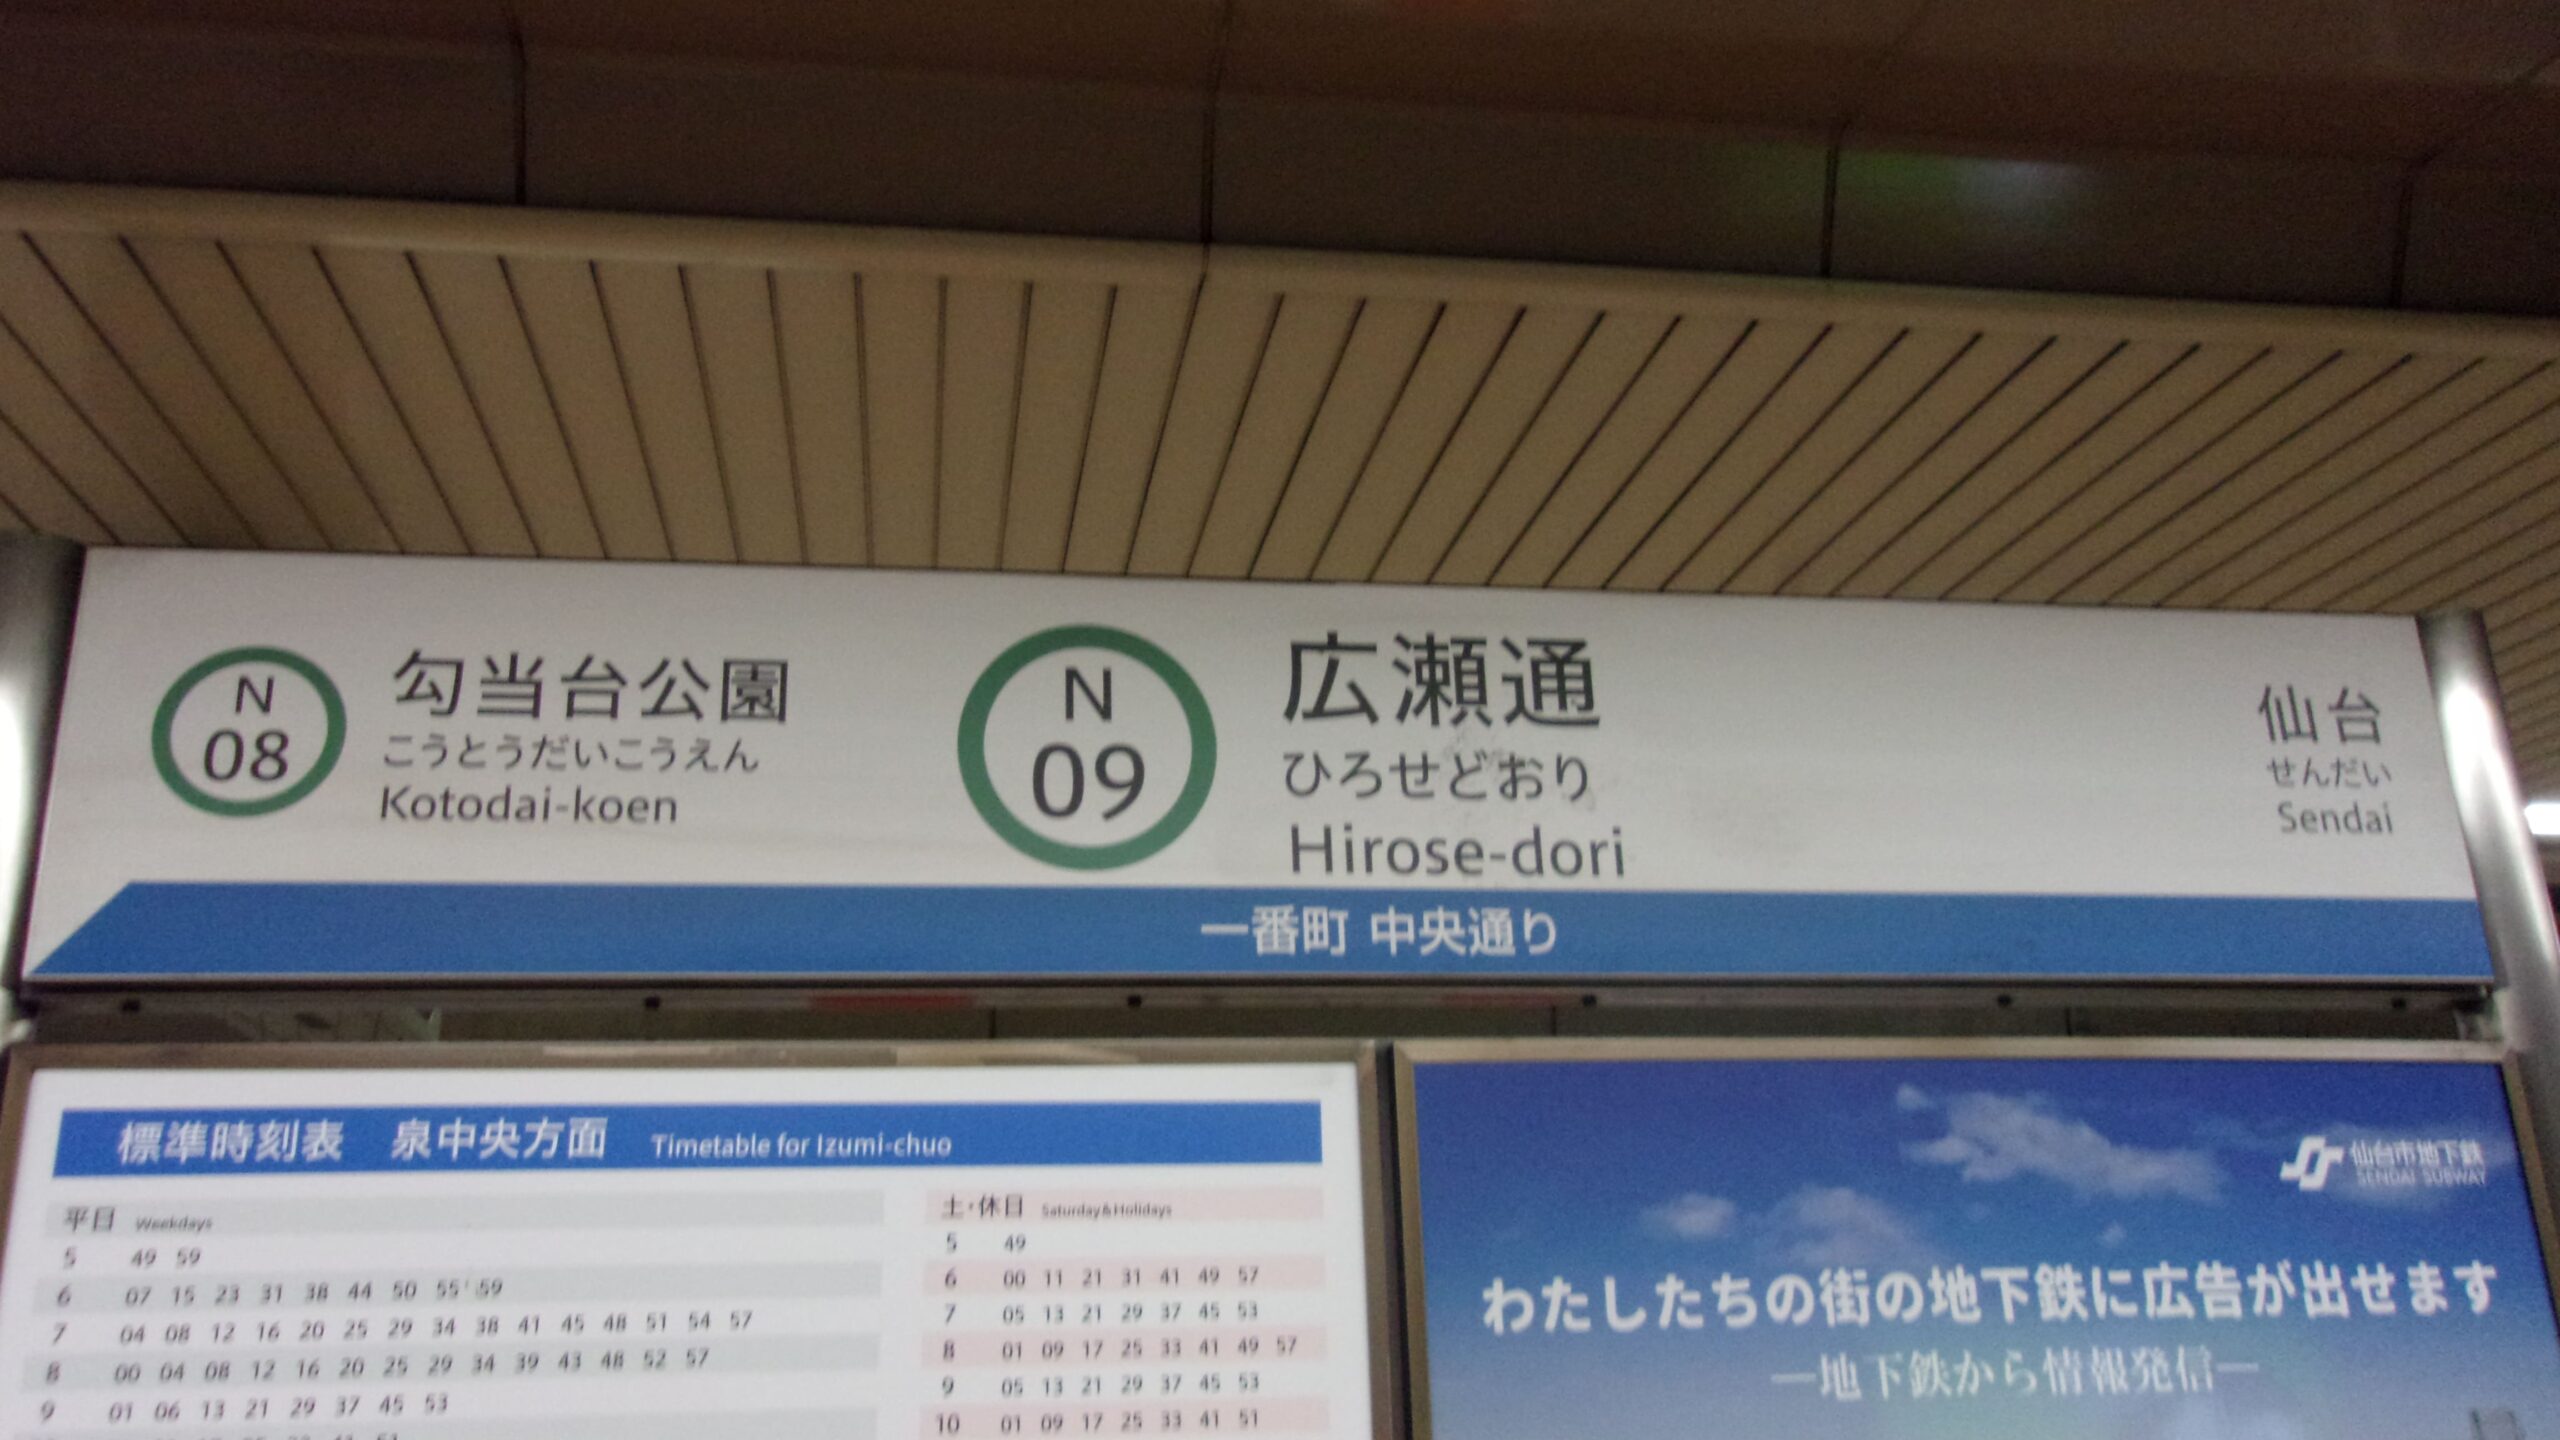 N
08
勾当台公園
こうとうだいこうえん
Kotodai-koen
N
09
広瀬通
ひろせどおり
Hirose-dori
仙台
せんだい
Sendai
一番町 中央通り
標準時刻表 泉中央方面 Timetable for Izumi-chuo
平日 Weekdays
5 49 59
6 07 15 23 31 38 44 50 55 59
7 04 08 12 16 20 25 29 34 38 41 45 48 51 54 57
8 00 04 08 12 16 20 25 29 34 39 43 48 52 57
9 01 06 13 21 29 37 45 53
土・休日 Saturday&Holidays
5 49
6 00 11 21 31 41 49 57
7 05 13 21 29 37 45 53
8 01 09 17 25 33 41 49 57
9 05 13 21 29 37 45 53
10 01 09 17 25 33 41 51
仙台市地下鉄
SENDAI SUBWAY
わたしたちの街の地下鉄に広告が出せます
―地下鉄から情報発信―